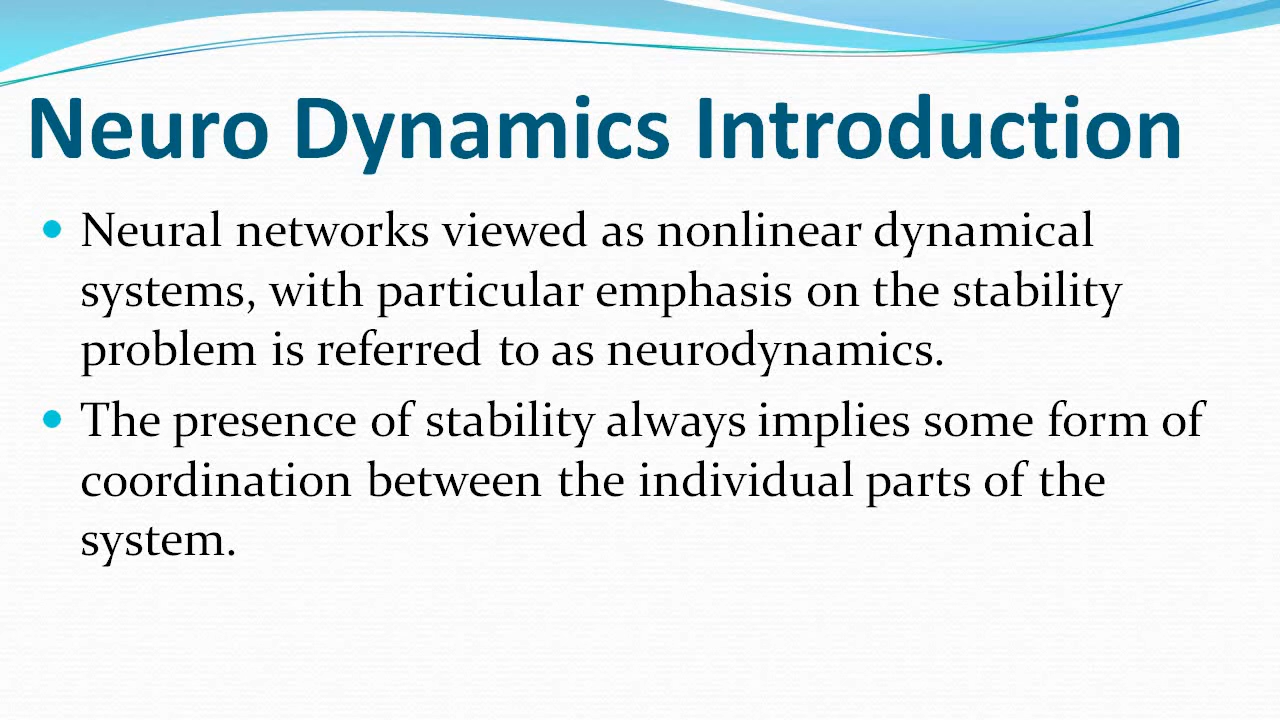 Neuro Dynamics Introduction
• Neural networks viewed as nonlinear dynamical
systems, with particular emphasis on the stability
problem is referred to as neurodynamics.
• The presence of stability always implies some form of
coordination between the individual parts of the
system.